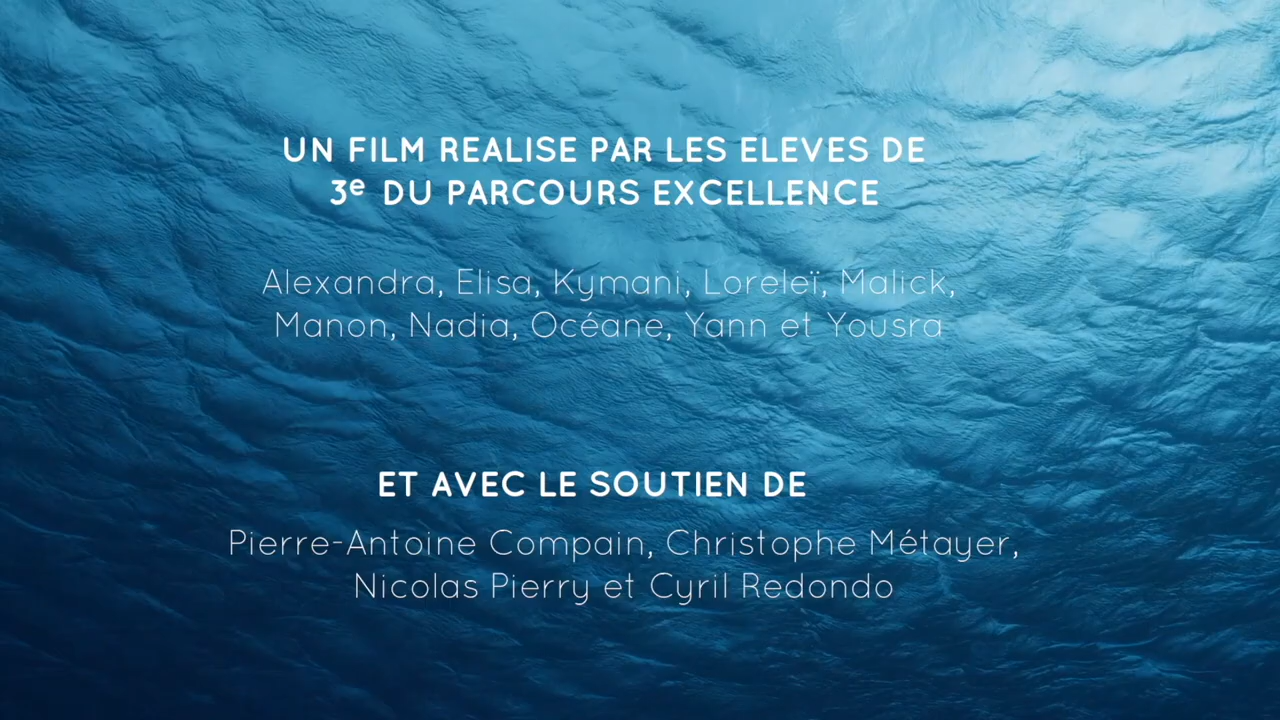 UN FILM REALISE PAR LES ELEVES DE
3e DU PARCOURS EXCELLENCE
Alexandra, Elisa, Kymani, Loreleï, Malick,
Manon, Nadia, Océane, Yann et Yousra
ET AVEC LE SOUTIEN DE
Pierre-Antoine Compain, Christophe Métayer,
Nicolas Pierry et Cyril Redondo